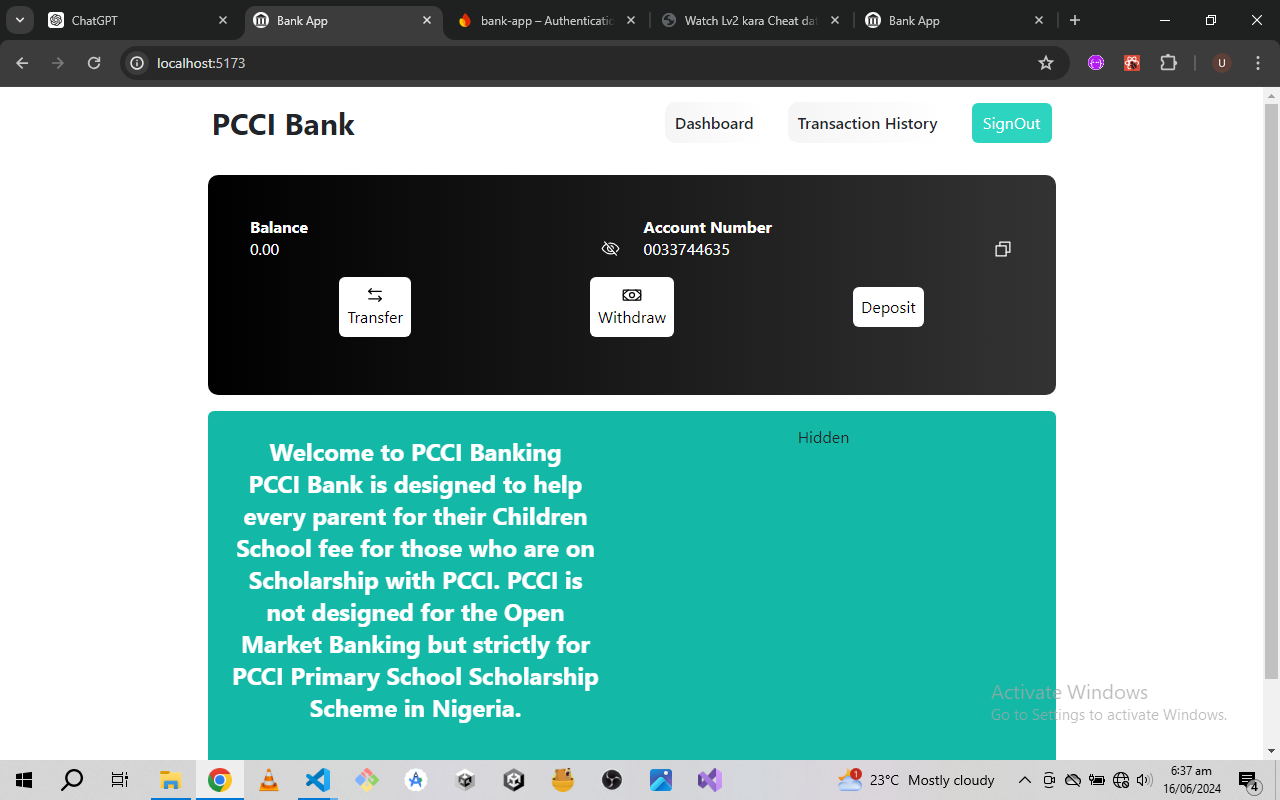 ChatGPT
Bank App
bank-app – Authenticatic
Watch Lv2 kara Cheat dat
Bank App
localhost:5173
U
PCCI Bank
Dashboard
Transaction History
SignOut
Balance
0.00
Account Number
0033744635
Transfer
Withdraw
Deposit
Welcome to PCCI Banking
PCCI Bank is designed to help
every parent for their Children
School fee for those who are on
Scholarship with PCCI. PCCI is
not designed for the Open
Market Banking but strictly for
PCCI Primary School Scholarship
Scheme in Nigeria.
Hidden
Activate Windows
Go to Settings to activate Windows.
1
23°C Mostly cloudy
6:37 am
16/06/2024
4